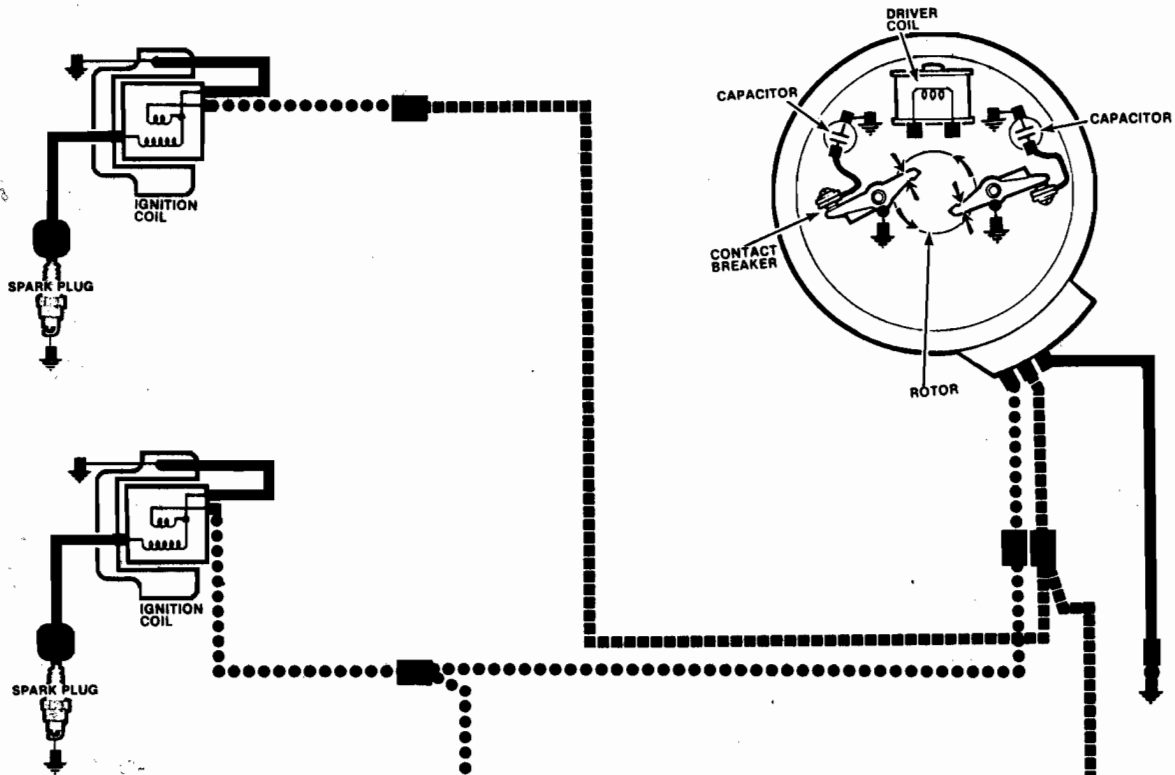 DRIVER
COIL
CAPACITOR
CAPACITOR
IGNITION
COIL
CONTACT
BREAKER
SPARK PLUG
ROTOR
IGNITION
COIL
SPARK PLUG